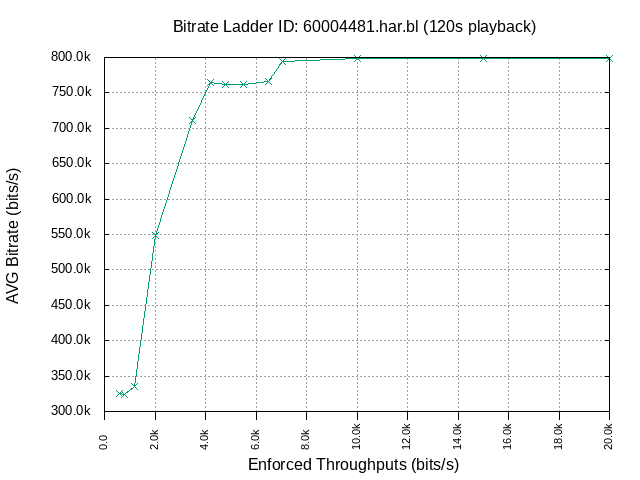 Bitrate Ladder ID: 60004481.har.bl (120s playback)
800.0k
750.0k
700.0k
650.0k
600.0k
550.0k
500.0k
450.0k
400.0k
350.0k
300.0k
AVG Bitrate (bits/s)
0.0 2.0k 4.0k 6.0k 8.0k 10.0k 12.0k 14.0k 16.0k 18.0k 20.0k
Enforced Throughputs (bits/s)